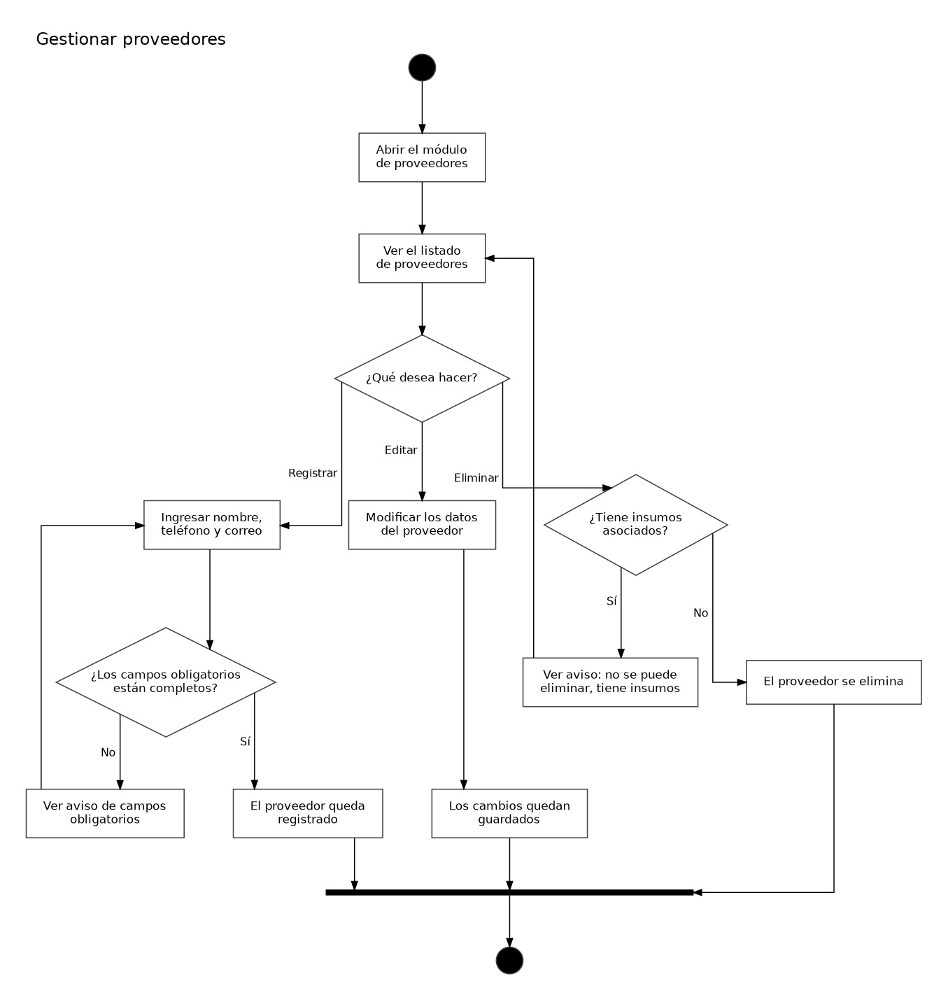 Gestionar proveedores
Abrir el módulo
de proveedores
Ver el listado
de proveedores
¿Qué desea hacer?
Editar
Registrar
Eliminar
Ingresar nombre,
teléfono y correo
Modificar los datos
del proveedor
¿Tiene insumos
asociados?
Sí
No
¿Los campos obligatorios
están completos?
Ver aviso: no se puede
eliminar, tiene insumos
El proveedor se elimina
Sí
No
Ver aviso de campos
obligatorios
El proveedor queda
registrado
Los cambios quedan
guardados